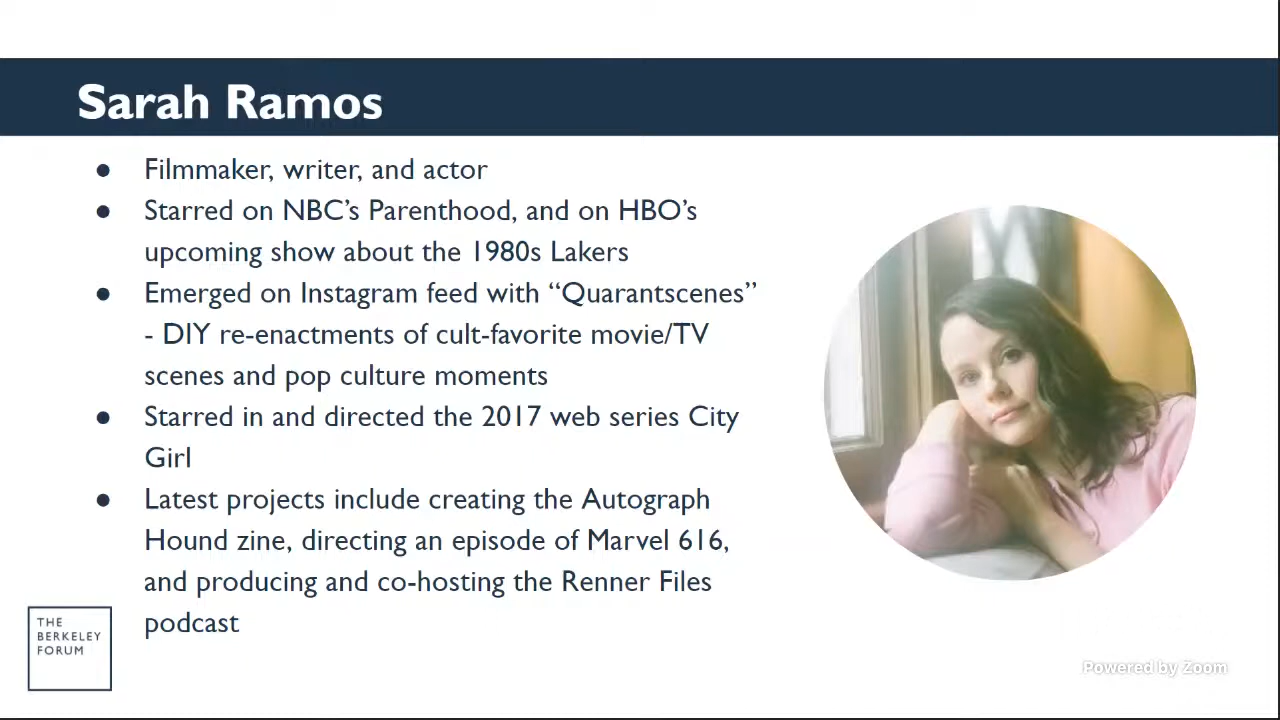 Sarah Ramos
● Filmmaker, writer, and actor
● Starred on NBC’s Parenthood, and on HBO’s
upcoming show about the 1980s Lakers
● Emerged on Instagram feed with “Quarantscenes”
- DIY re-enactments of cult-favorite movie/TV
scenes and pop culture moments
● Starred in and directed the 2017 web series City
Girl
● Latest projects include creating the Autograph
Hound zine, directing an episode of Marvel 616,
and producing and co-hosting the Renner Files
podcast
THE
BERKELEY
FORUM
Powered by Zoom